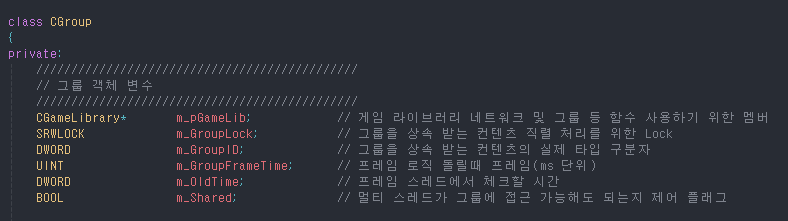 class CGroup
{
private:
////////////////////////////////////////////////
// 그룹 객체 변수
////////////////////////////////////////////////
CGameLibrary* m_pGameLib; // 게임 라이브러리 네트워크 및 그룹 등 함수 사용하기 위한 멤버
SRWLOCK m_GroupLock; // 그룹을 상속 받는 컨텐츠 직렬 처리를 위한 Lock
DWORD m_GroupID; // 그룹을 상속 받는 컨텐츠의 실제 타입 구분자
UINT m_GroupFrameTime; // 프레임 로직 돌릴때 프레임(ms 단위)
DWORD m_OldTime; // 프레임 스레드에서 체크할 시간
BOOL m_Shared; // 멀티 스레드가 그룹에 접근 가능해도 되는지 제어 플래그